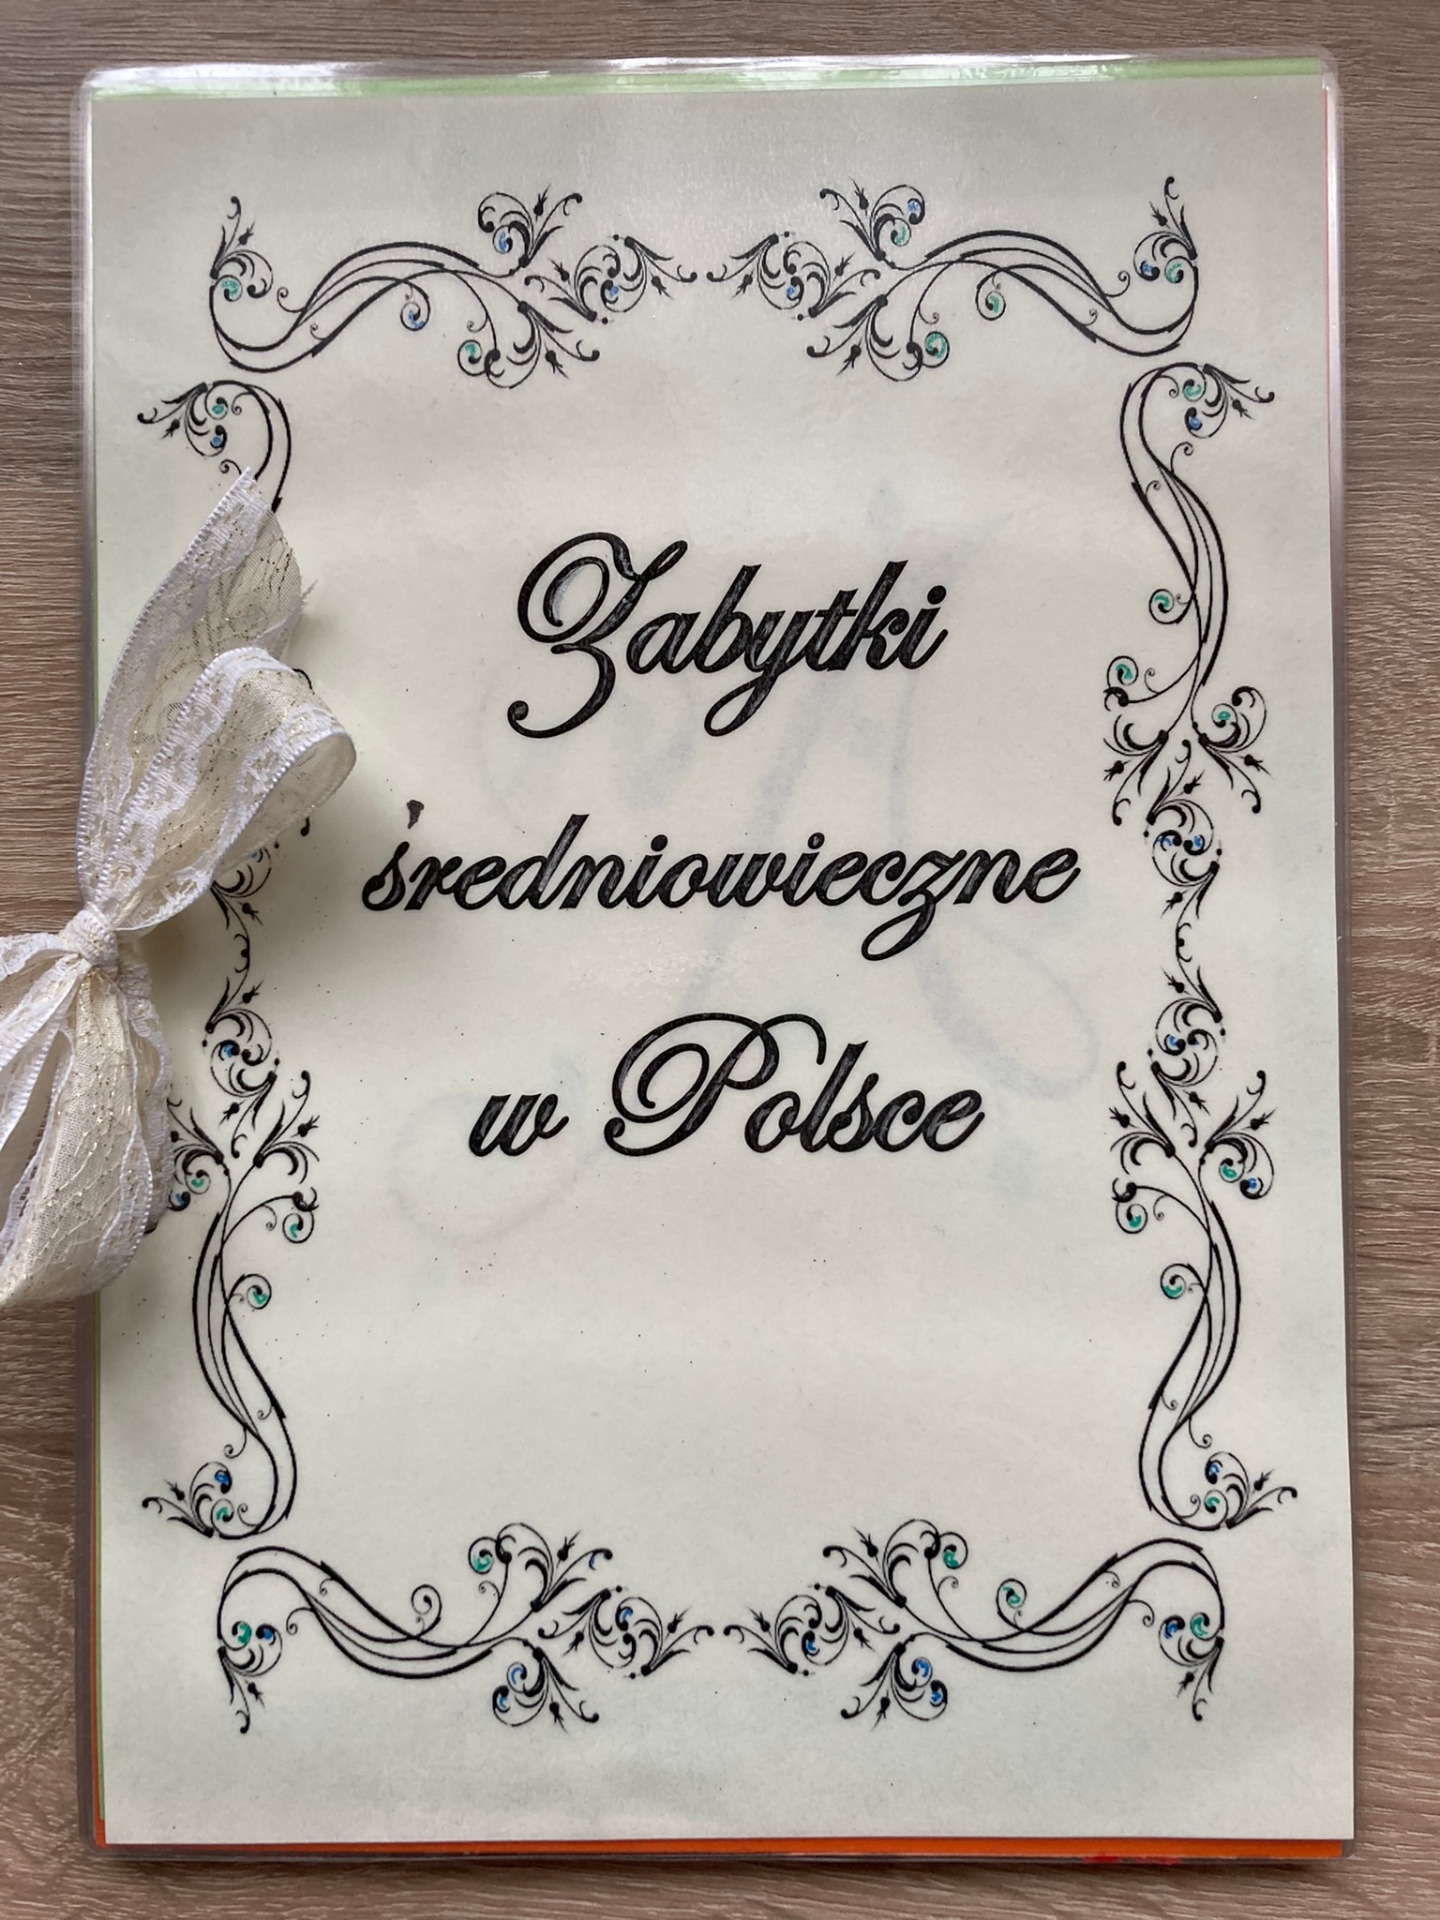 Zabytki
średniowieczne
w Polsce